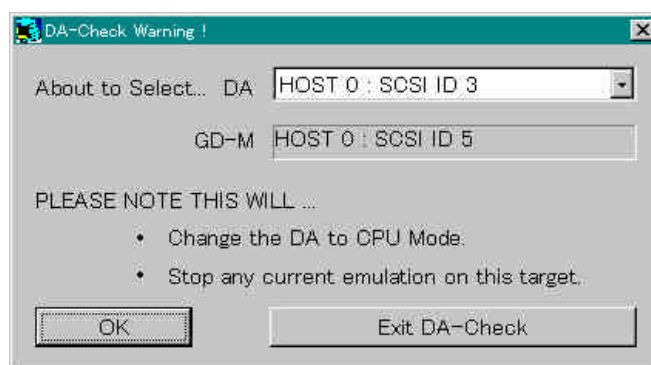 DA-Check Warning !
About to Select... DA HOST 0 : SCSI ID 3
GD-M HOST 0 : SCSI ID 5
PLEASE NOTE THIS WILL ...
• Change the DA to CPU Mode.
• Stop any current emulation on this target.
OK Exit DA-Check